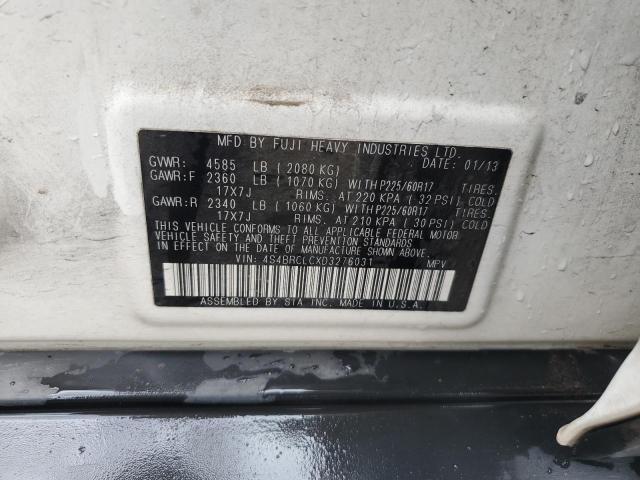 MFD BY FUJI HEAVY INDUSTRIES LTD.
GVWR: 4585 LB ( 2080 KG) DATE: 01/13
GAWR:F 2360 LB ( 1070 KG) WITH P225/60R17 TIRES.
17X7J RIMS. AT 220 KPA ( 32 PSI) COLD
GAWR:R 2340 LB ( 1060 KG) WITH P225/60R17 TIRES.
17X7J RIMS. AT 210 KPA ( 30 PSI) COLD
THIS VEHICLE CONFORMS TO ALL APPLICABLE FEDERAL MOTOR
VEHICLE SAFETY AND THEFT PREVENTION STANDARDS
IN EFFECT ON THE DATE OF MANUFACTURE SHOWN ABOVE.
VIN: 4S4BRCLCXD3276031 MPV
ASSEMBLED BY SIA INC. MADE IN U.S.A.